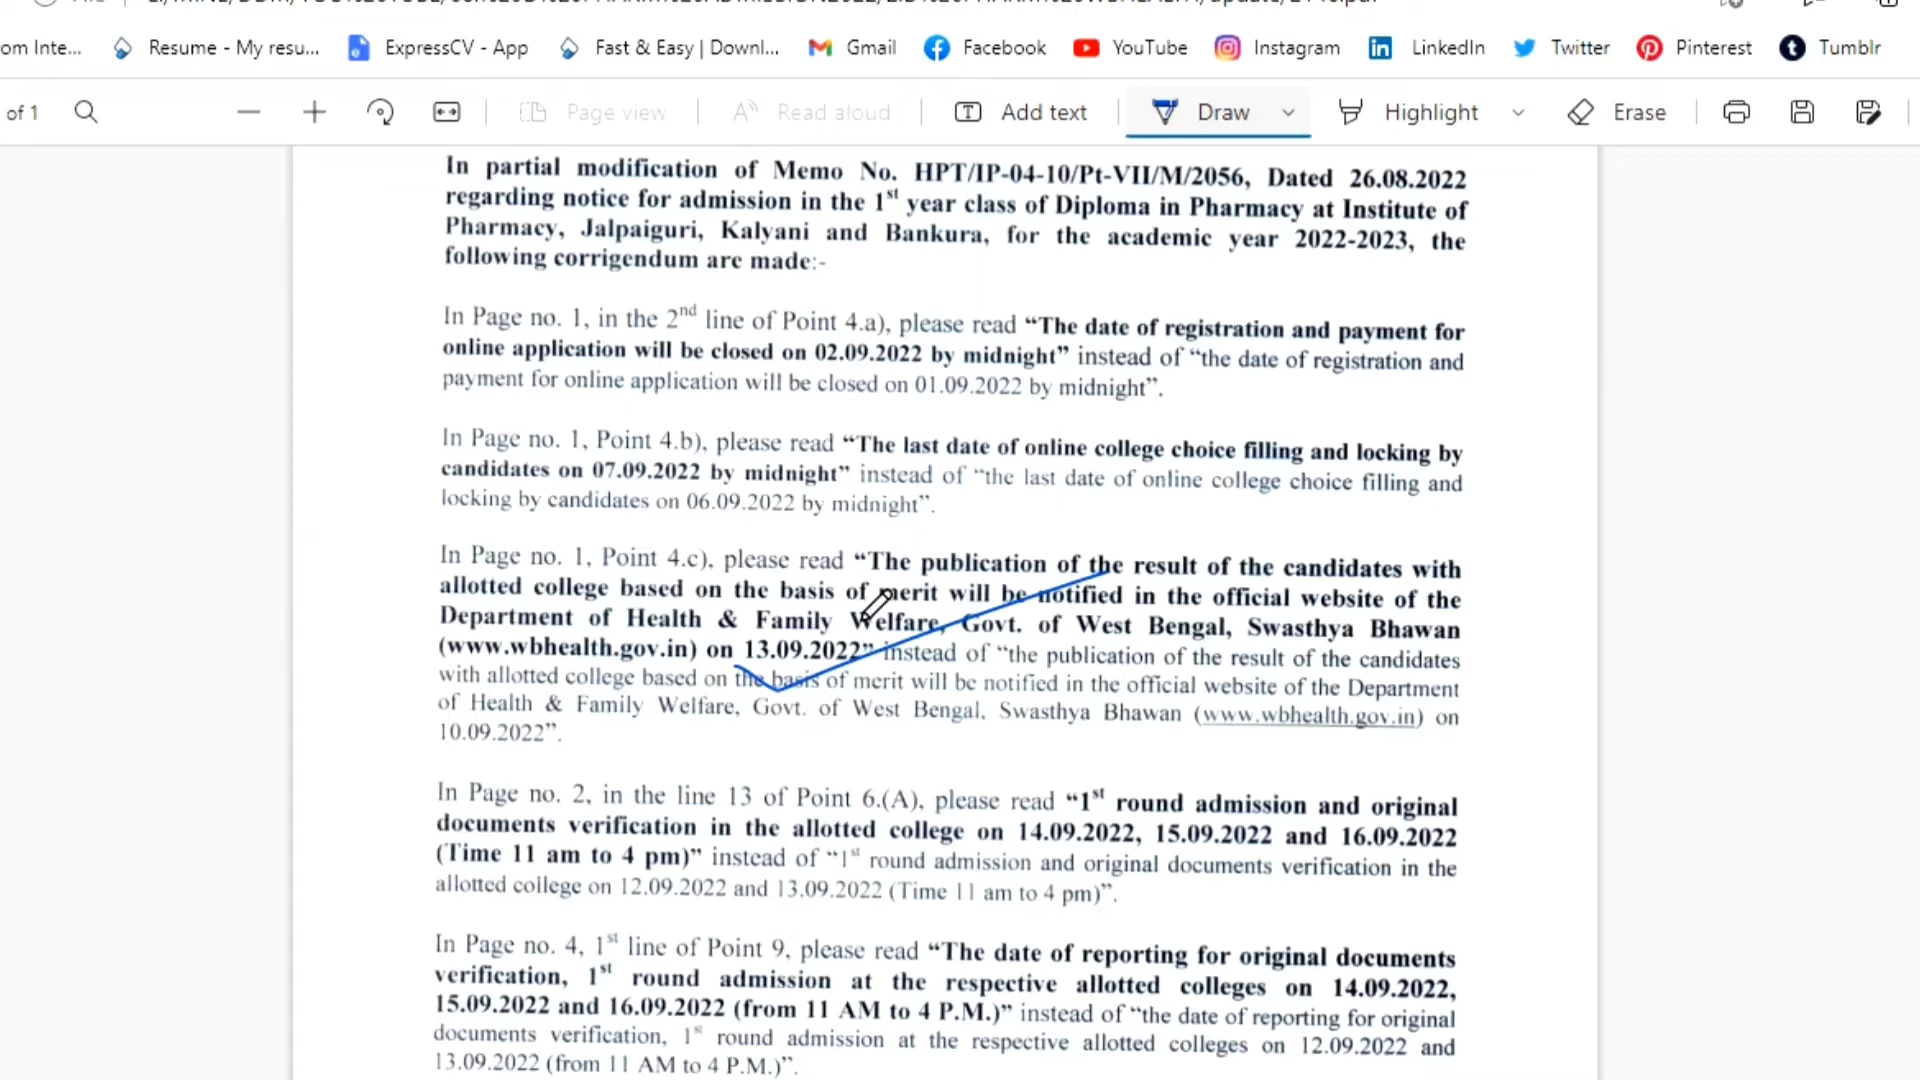 om Inte... Resume - My resu... ExpressCV - App Fast & Easy | Downl... Gmail Facebook YouTube Instagram LinkedIn Twitter Pinterest Tumblr
of 1 Page view Read aloud Add text Draw Highlight Erase
In partial modification of Memo No. HPT/IP-04-10/Pt-VII/M/2056, Dated 26.08.2022
regarding notice for admission in the 1st year class of Diploma in Pharmacy at Institute of
Pharmacy, Jalpaiguri, Kalyani and Bankura, for the academic year 2022-2023, the
following corrigendum are made:-
In Page no. 1, in the 2nd line of Point 4.a), please read “The date of registration and payment for
online application will be closed on 02.09.2022 by midnight” instead of “the date of registration and
payment for online application will be closed on 01.09.2022 by midnight”.
In Page no. 1, Point 4.b), please read “The last date of online college choice filling and locking by
candidates on 07.09.2022 by midnight” instead of “the last date of online college choice filling and
locking by candidates on 06.09.2022 by midnight”.
In Page no. 1, Point 4.c), please read “The publication of the result of the candidates with
allotted college based on the basis of merit will be notified in the official website of the
Department of Health & Family Welfare, Govt. of West Bengal, Swasthya Bhawan
(www.wbhealth.gov.in) on 13.09.2022” instead of “the publication of the result of the candidates
with allotted college based on the basis of merit will be notified in the official website of the Department
of Health & Family Welfare, Govt. of West Bengal, Swasthya Bhawan (www.wbhealth.gov.in) on
10.09.2022”.
In Page no. 2, in the line 13 of Point 6.(A), please read “1st round admission and original
documents verification in the allotted college on 14.09.2022, 15.09.2022 and 16.09.2022
(Time 11 am to 4 pm)” instead of “1st round admission and original documents verification in the
allotted college on 12.09.2022 and 13.09.2022 (Time 11 am to 4 pm)”.
In Page no. 4, 1st line of Point 9, please read “The date of reporting for original documents
verification, 1st round admission at the respective allotted colleges on 14.09.2022,
15.09.2022 and 16.09.2022 (from 11 AM to 4 P.M.)” instead of “the date of reporting for original
documents verification, 1st round admission at the respective allotted colleges on 12.09.2022 and
13.09.2022 (from 11 AM to 4 P.M.)”.